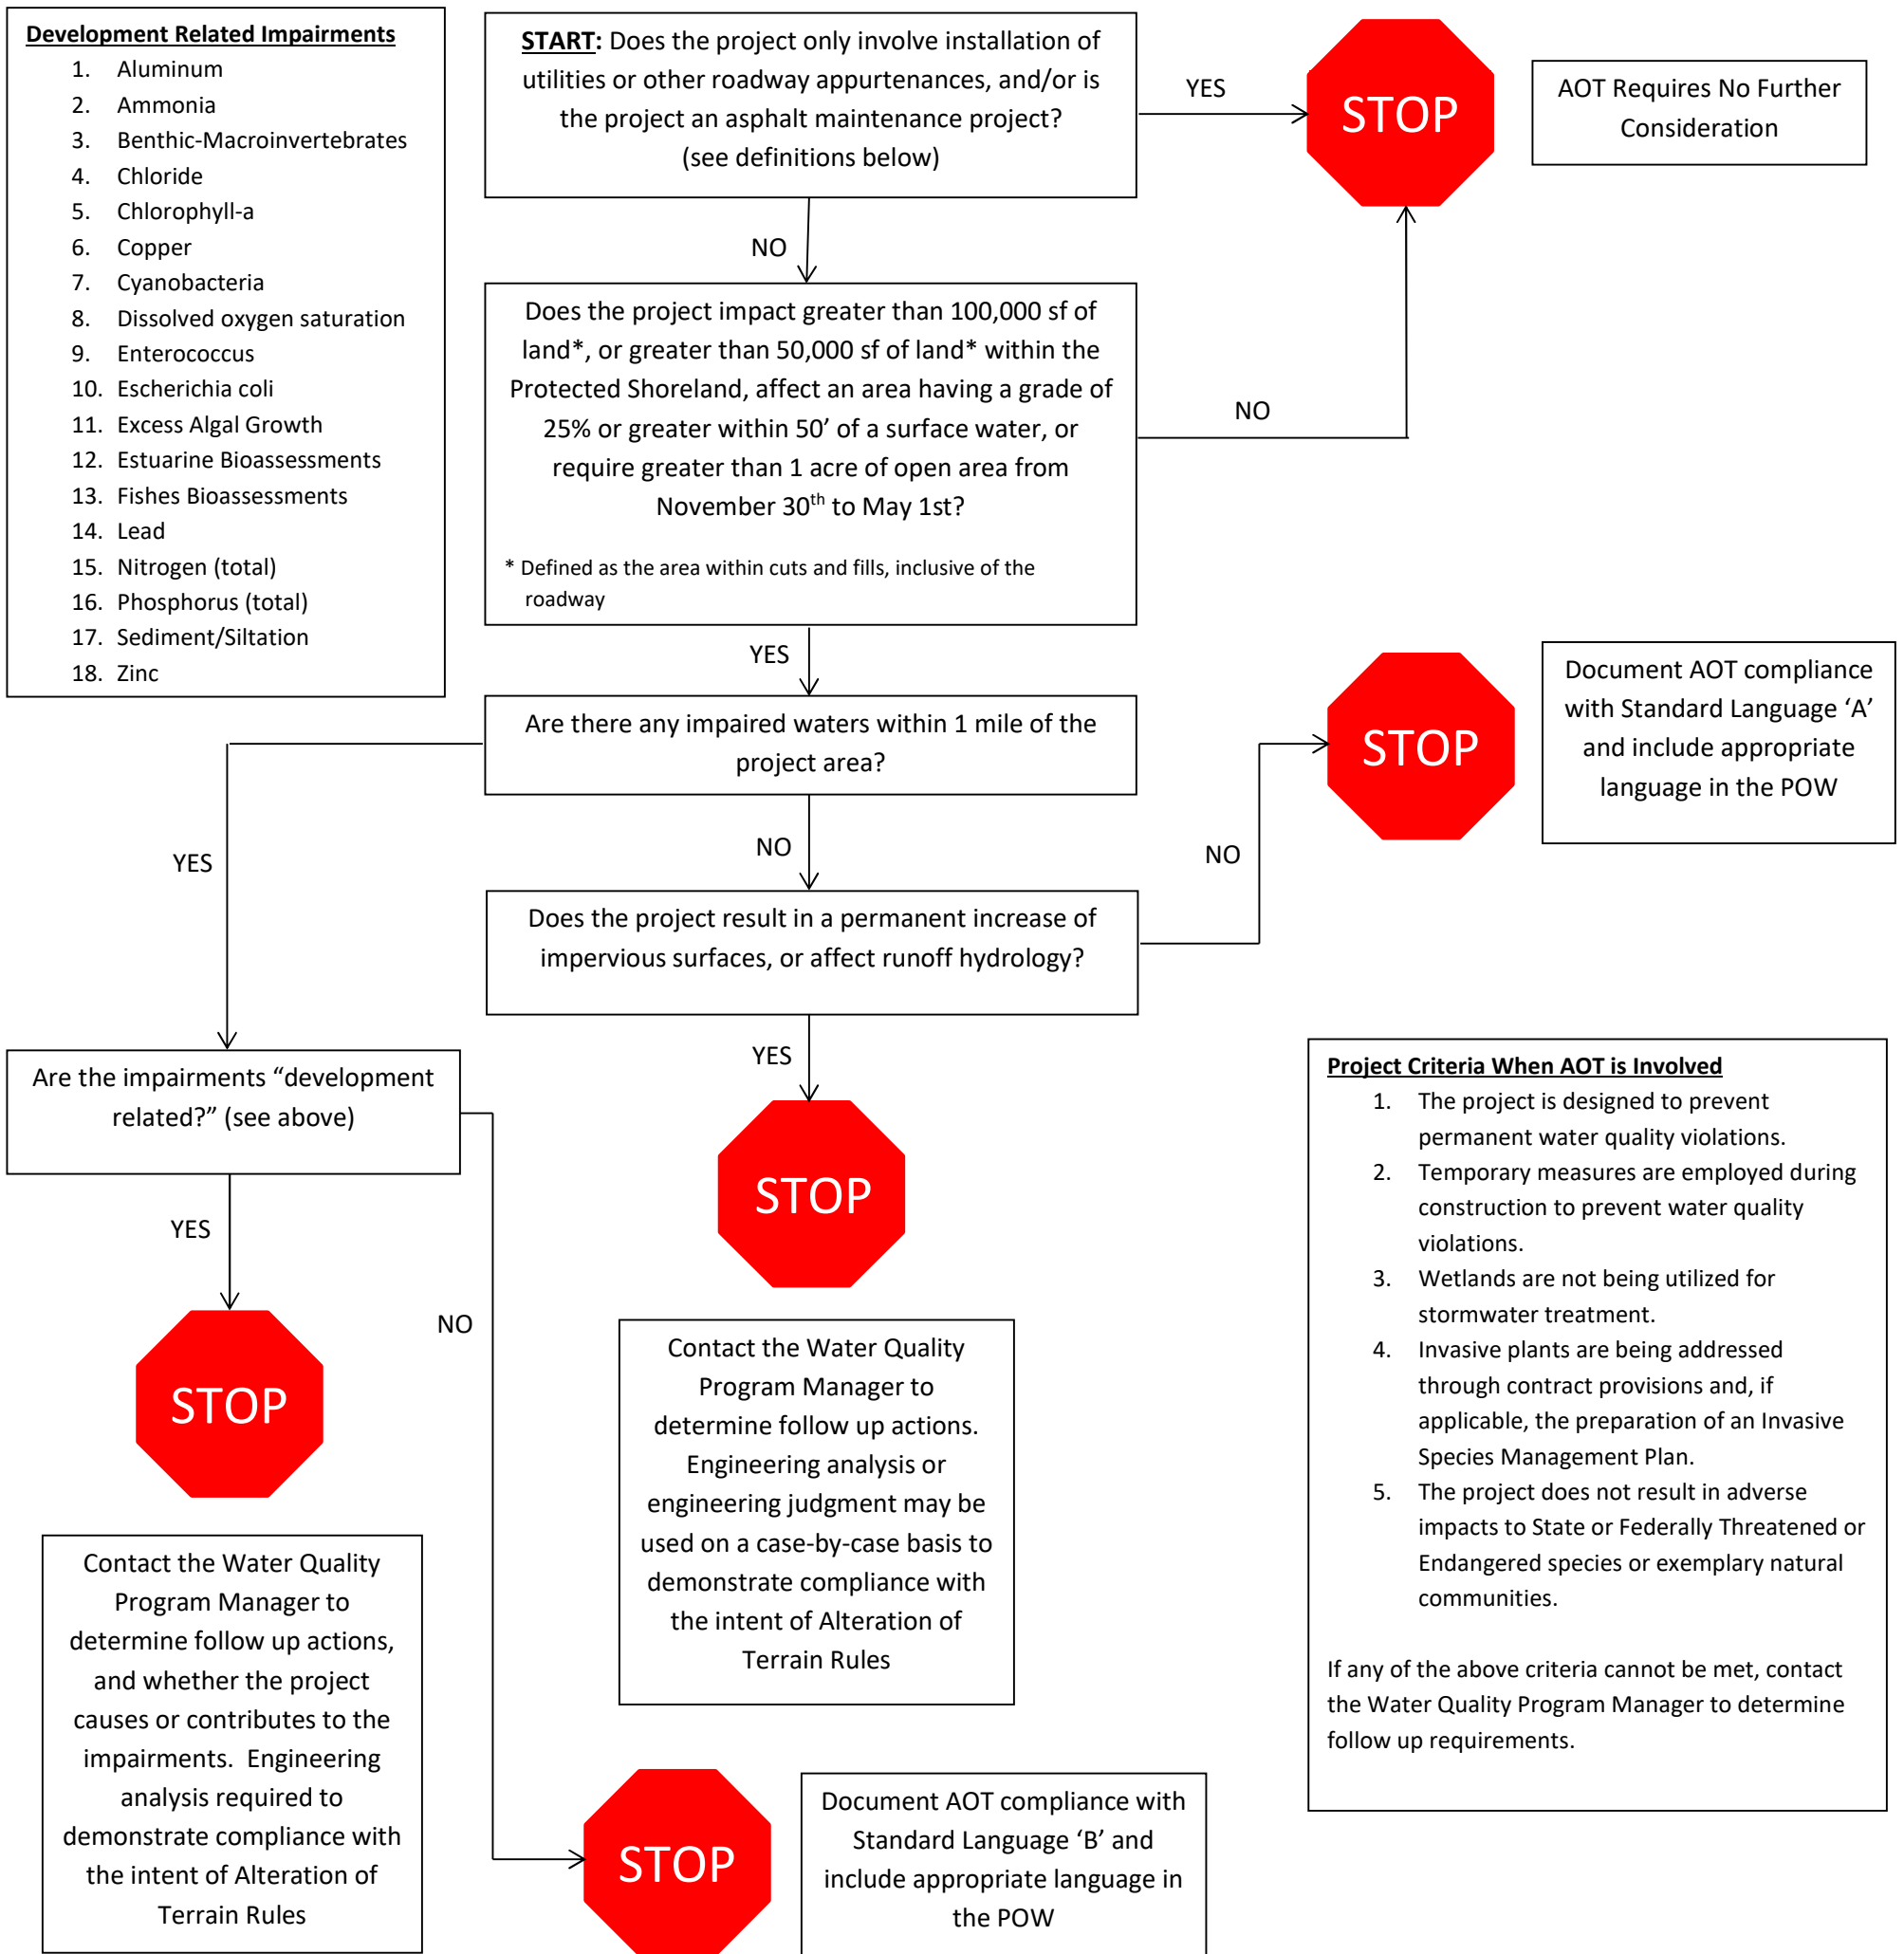 Development Related Impairments
1. Aluminum
2. Ammonia
3. Benthic-Macroinvertebrates
4. Chloride
5. Chlorophyll-a
6. Copper
7. Cyanobacteria
8. Dissolved oxygen saturation
9. Enterococcus
10. Escherichia coli
11. Excess Algal Growth
12. Estuarine Bioassessments
13. Fishes Bioassessments
14. Lead
15. Nitrogen (total)
16. Phosphorus (total)
17. Sediment/Siltation
18. Zinc
START: Does the project only involve installation of
utilities or other roadway appurtenances, and/or is
the project an asphalt maintenance project?
(see definitions below)
YES
STOP
AOT Requires No Further
Consideration
NO
Does the project impact greater than 100,000 sf of
land*, or greater than 50,000 sf of land* within the
Protected Shoreland, affect an area having a grade of
25% or greater within 50’ of a surface water, or
require greater than 1 acre of open area from
November 30th to May 1st?
* Defined as the area within cuts and fills, inclusive of the
roadway
NO
YES
Are there any impaired waters within 1 mile of the
project area?
STOP
Document AOT compliance
with Standard Language ‘A’
and include appropriate
language in the POW
YES
NO
NO
Does the project result in a permanent increase of
impervious surfaces, or affect runoff hydrology?
YES
Are the impairments “development
related?” (see above)
YES
NO
STOP
Contact the Water Quality
Program Manager to
determine follow up actions.
Engineering analysis or
engineering judgment may be
used on a case-by-case basis to
demonstrate compliance with
the intent of Alteration of
Terrain Rules
STOP
Contact the Water Quality
Program Manager to
determine follow up actions,
and whether the project
causes or contributes to the
impairments.  Engineering
analysis required to
demonstrate compliance with
the intent of Alteration of
Terrain Rules
STOP
Document AOT compliance with
Standard Language ‘B’ and
include appropriate language in
the POW
Project Criteria When AOT is Involved
1. The project is designed to prevent
permanent water quality violations.
2. Temporary measures are employed during
construction to prevent water quality
violations.
3. Wetlands are not being utilized for
stormwater treatment.
4. Invasive plants are being addressed
through contract provisions and, if
applicable, the preparation of an Invasive
Species Management Plan.
5. The project does not result in adverse
impacts to State or Federally Threatened or
Endangered species or exemplary natural
communities.
If any of the above criteria cannot be met, contact
the Water Quality Program Manager to determine
follow up requirements.